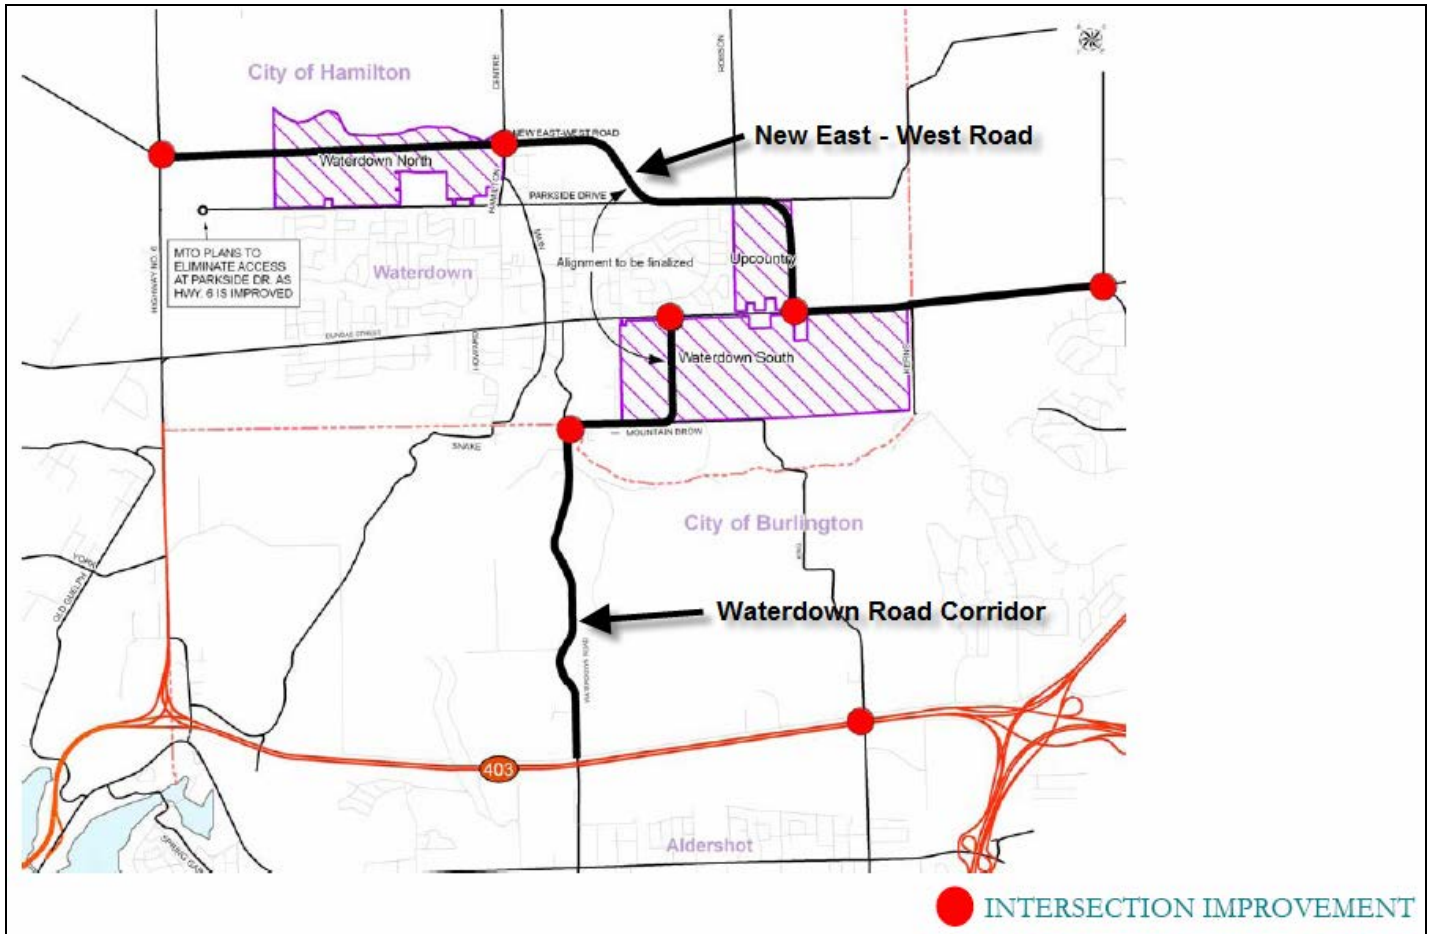 City of Hamilton
CENTRE
ROBSON
NEW EAST-WEST ROAD
New East - West Road
Waterdown North
HAMILTON
PARKSIDE DRIVE
MAIN
HIGHWAY NO. 6
MTO PLANS TO
ELIMINATE ACCESS
AT PARKSIDE DR. AS
HWY. 6 IS IMPROVED
Waterdown
Alignment to be finalized
Upcountry
DUNDAS STREET
HOWARD
Waterdown South
KERNS
SNAKE
MOUNTAIN BROW
City of Burlington
KING
YORK
OLD GUELPH
Waterdown Road Corridor
WATERDOWN ROAD
403
Aldershot
SPRING GAR
INTERSECTION IMPROVEMENT